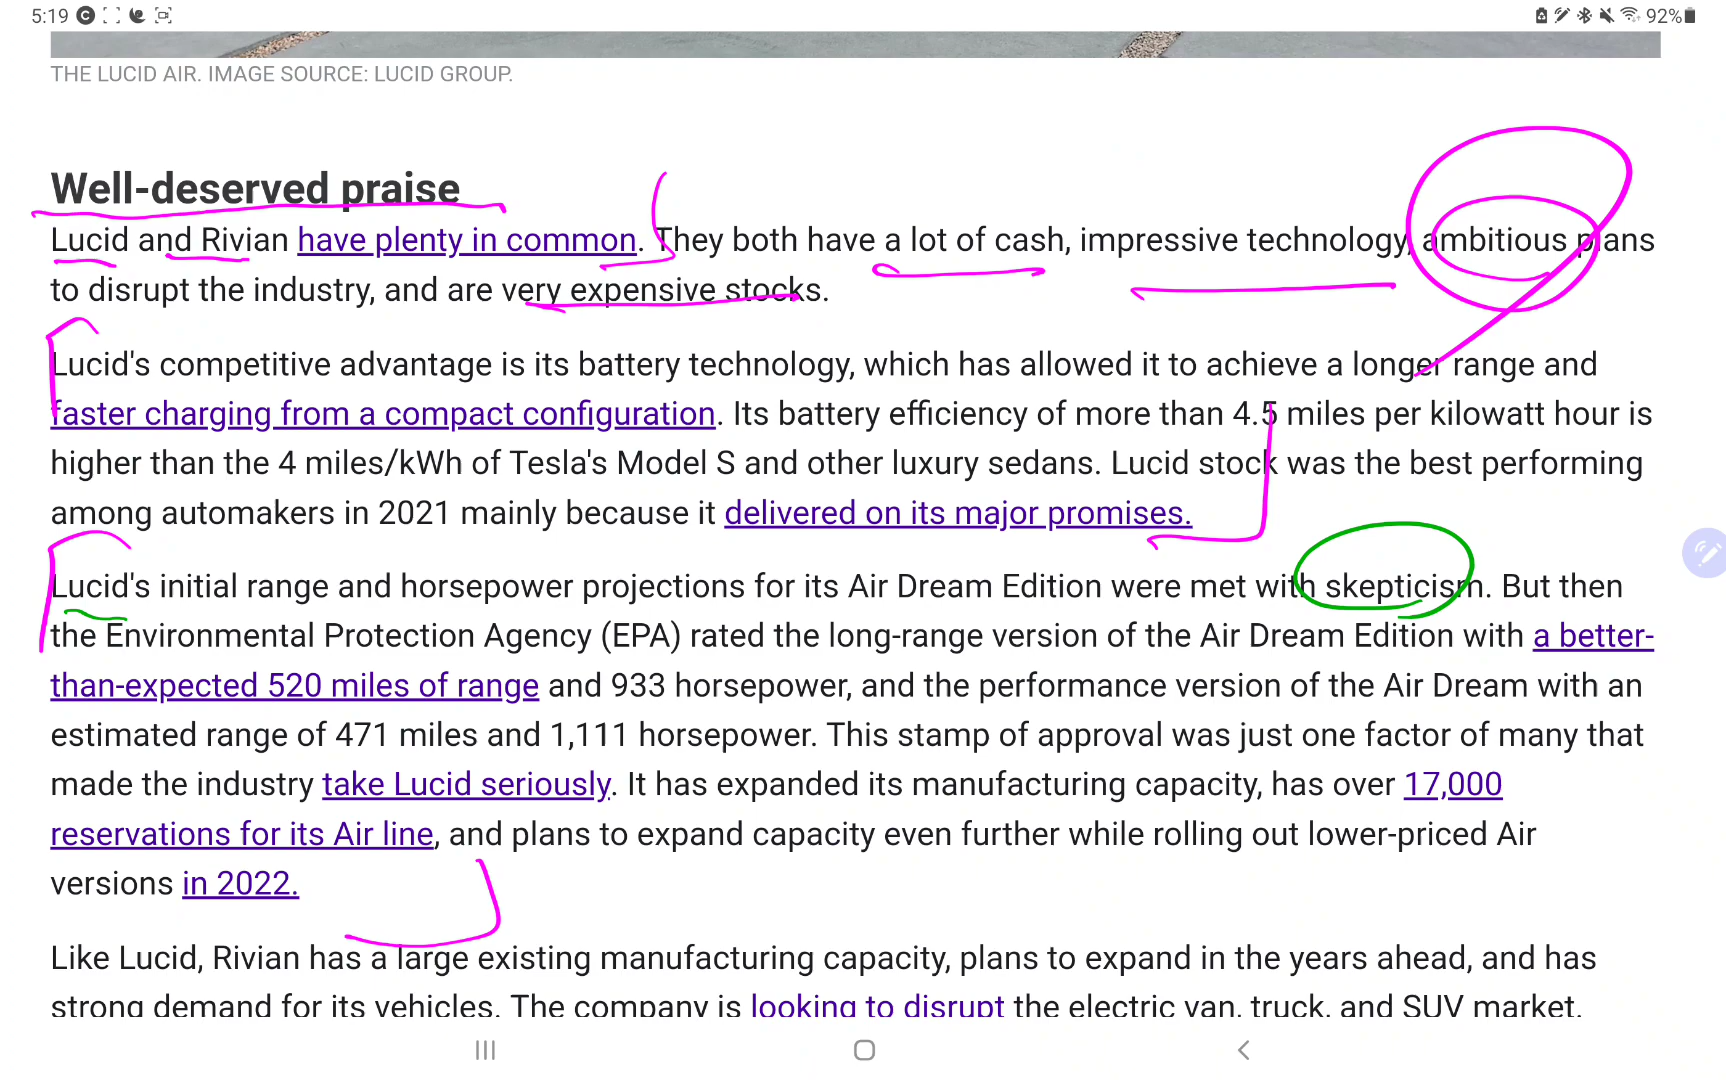 5:19
92%
THE LUCID AIR. IMAGE SOURCE: LUCID GROUP.
Well-deserved praise
Lucid and Rivian have plenty in common. They both have a lot of cash, impressive technology, ambitious plans
to disrupt the industry, and are very expensive stocks.
Lucid's competitive advantage is its battery technology, which has allowed it to achieve a longer range and
faster charging from a compact configuration. Its battery efficiency of more than 4.5 miles per kilowatt hour is
higher than the 4 miles/kWh of Tesla's Model S and other luxury sedans. Lucid stock was the best performing
among automakers in 2021 mainly because it delivered on its major promises.
Lucid's initial range and horsepower projections for its Air Dream Edition were met with skepticism. But then
the Environmental Protection Agency (EPA) rated the long-range version of the Air Dream Edition with a better-
than-expected 520 miles of range and 933 horsepower, and the performance version of the Air Dream with an
estimated range of 471 miles and 1,111 horsepower. This stamp of approval was just one factor of many that
made the industry take Lucid seriously. It has expanded its manufacturing capacity, has over 17,000
reservations for its Air line, and plans to expand capacity even further while rolling out lower-priced Air
versions in 2022.
Like Lucid, Rivian has a large existing manufacturing capacity, plans to expand in the years ahead, and has
strong demand for its vehicles. The company is looking to disrupt the electric van, truck, and SUV market.